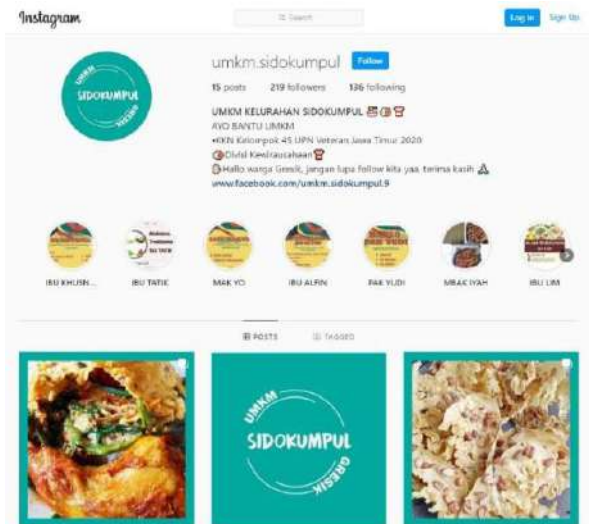 Instagram
Search
Log In Sign Up
UMKM
SIDOKUMPUL
GRESIK
umkm.sidokumpul Follow
15 posts 219 followers 136 following
UMKM KELURAHAN SIDOKUMPUL
AYO BANTU UMKM
•KKN Kelompok 45 UPN Veteran Jawa Timur 2020
Divisi Kewirausahaan
Hallo warga Gresik, jangan lupa follow kita yaa, terima kasih
www.facebook.com/umkm.sidokumpul.9
IBU KHUSN... IBU TATIK MAK YO IBU ALFIN PAK YUDI MBAK IYAH IBU LIM
POSTS TAGGED
UMKM
SIDOKUMPUL
GRESIK